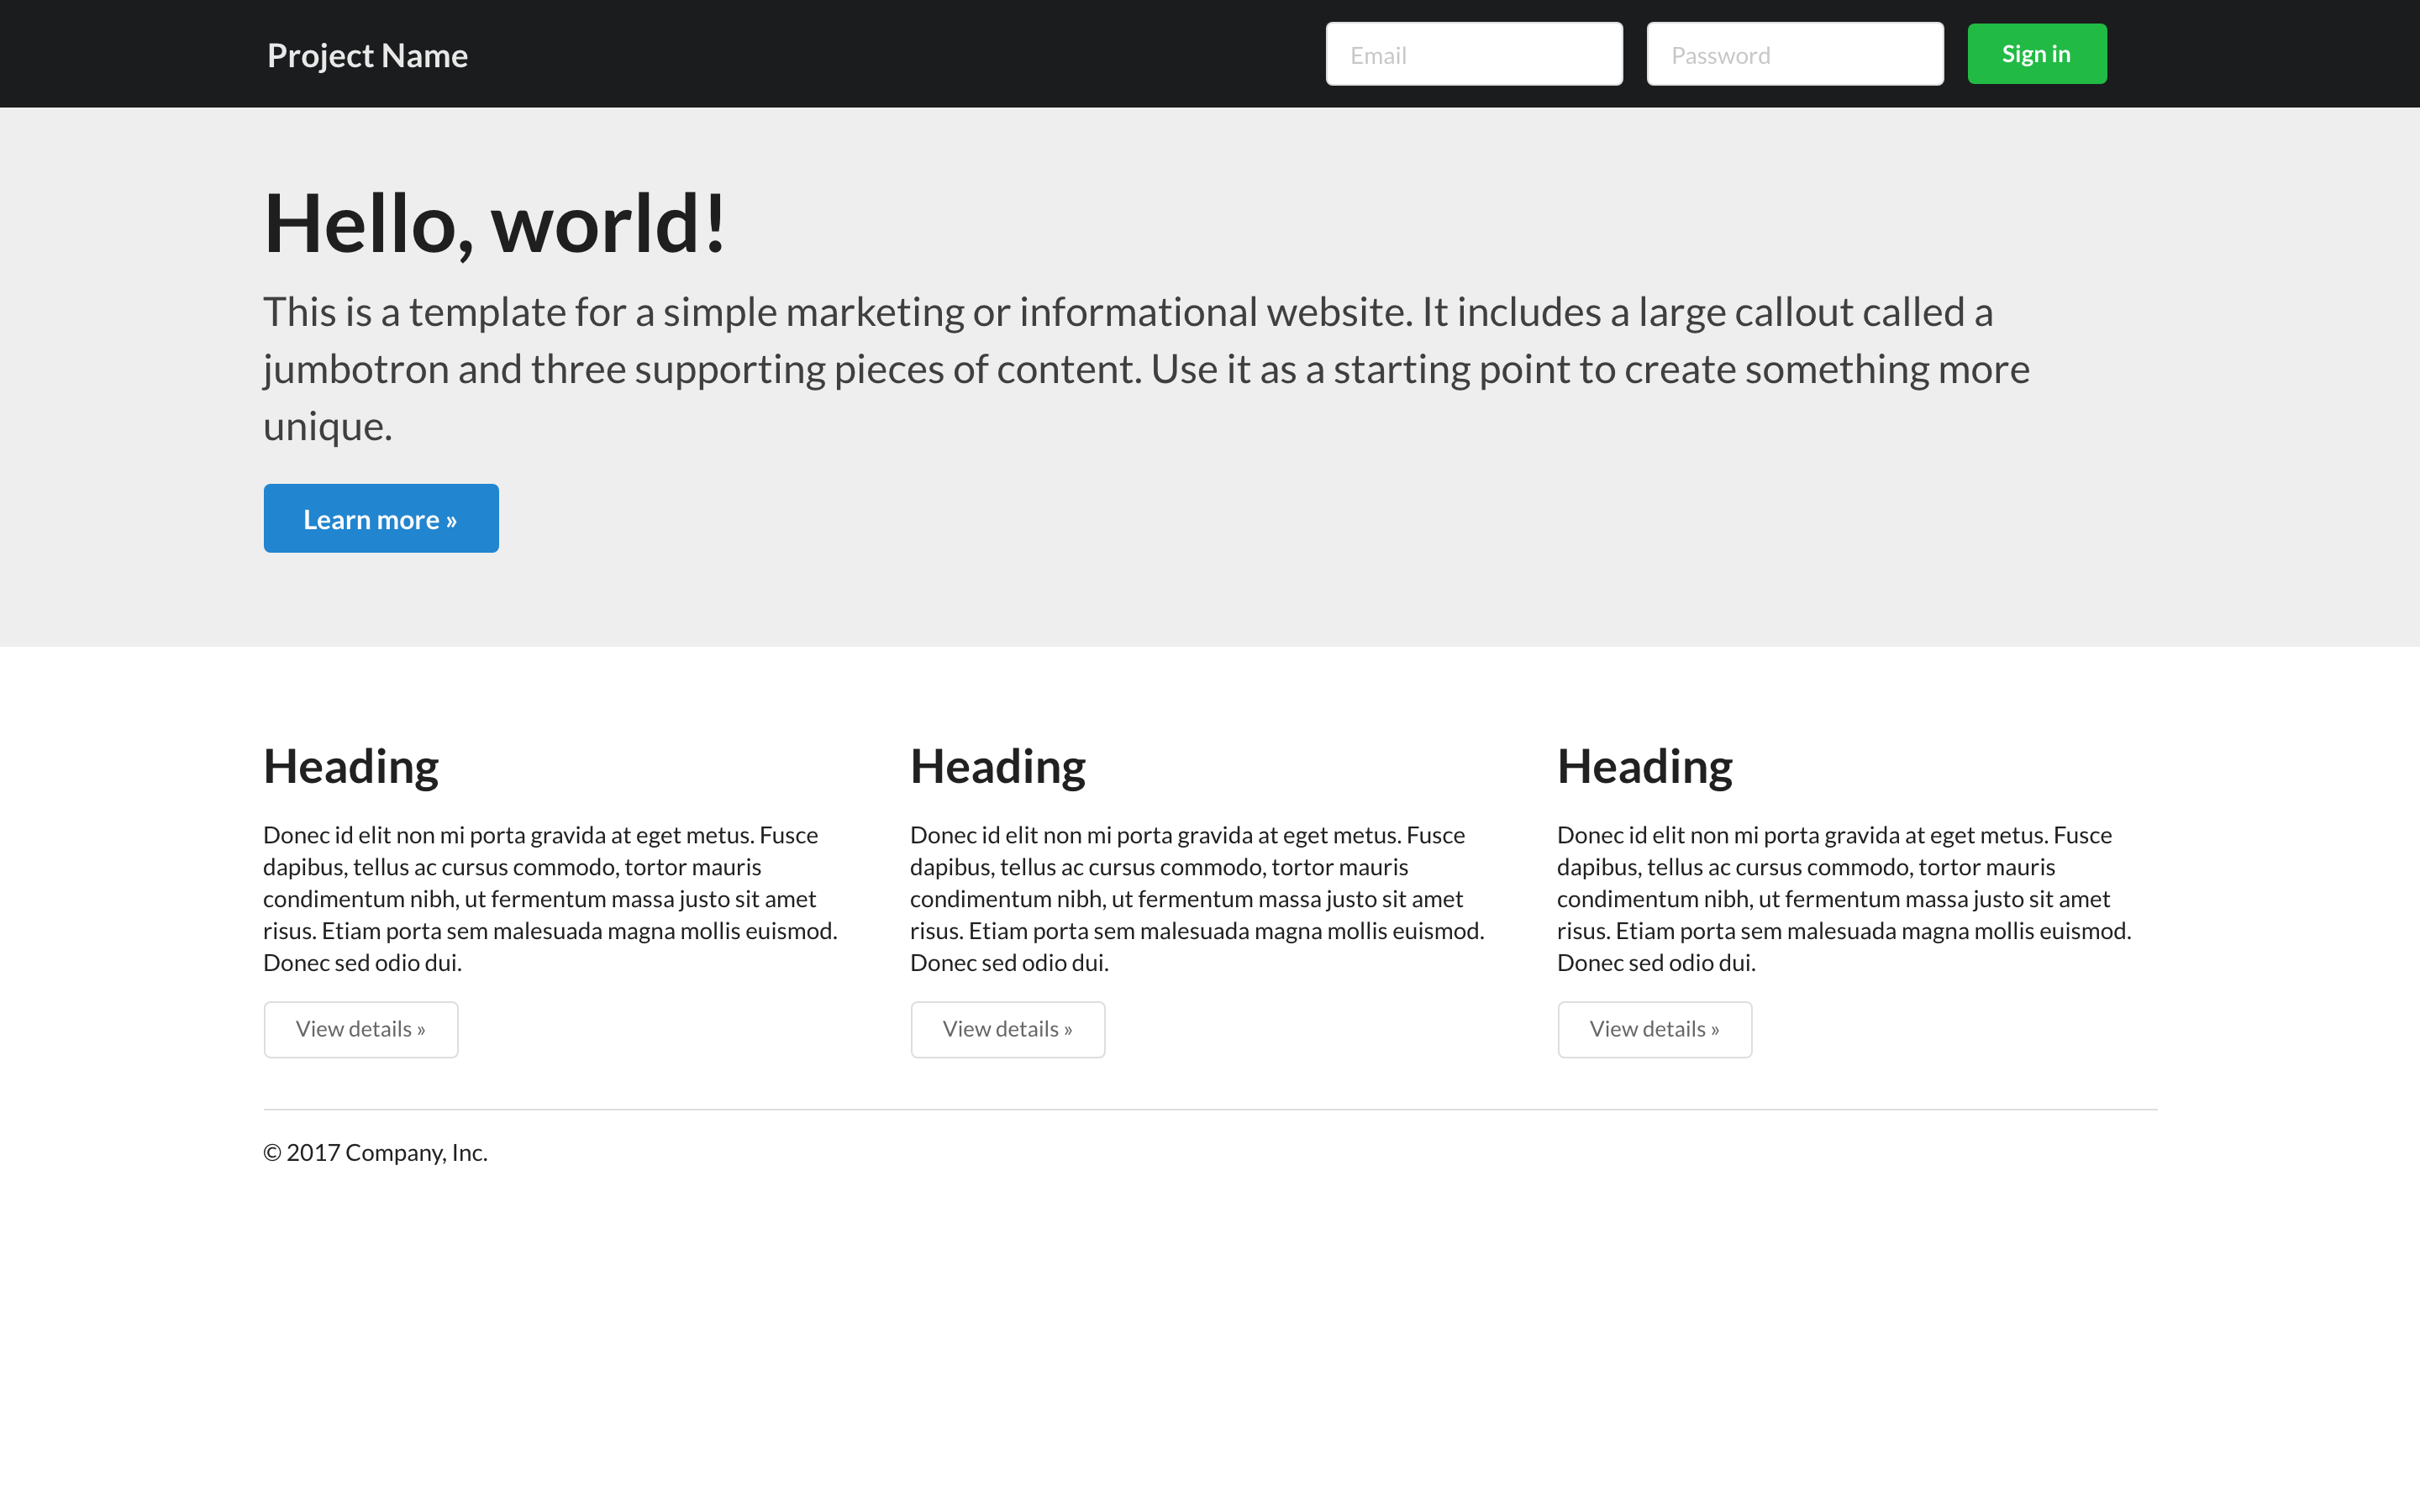 Project Name
Email
Password
Sign in
Hello, world!
This is a template for a simple marketing or informational website. It includes a large callout called a
jumbotron and three supporting pieces of content. Use it as a starting point to create something more
unique.
Learn more »
Heading
Donec id elit non mi porta gravida at eget metus. Fusce
dapibus, tellus ac cursus commodo, tortor mauris
condimentum nibh, ut fermentum massa justo sit amet
risus. Etiam porta sem malesuada magna mollis euismod.
Donec sed odio dui.
View details »
Heading
Donec id elit non mi porta gravida at eget metus. Fusce
dapibus, tellus ac cursus commodo, tortor mauris
condimentum nibh, ut fermentum massa justo sit amet
risus. Etiam porta sem malesuada magna mollis euismod.
Donec sed odio dui.
View details »
Heading
Donec id elit non mi porta gravida at eget metus. Fusce
dapibus, tellus ac cursus commodo, tortor mauris
condimentum nibh, ut fermentum massa justo sit amet
risus. Etiam porta sem malesuada magna mollis euismod.
Donec sed odio dui.
View details »
© 2017 Company, Inc.